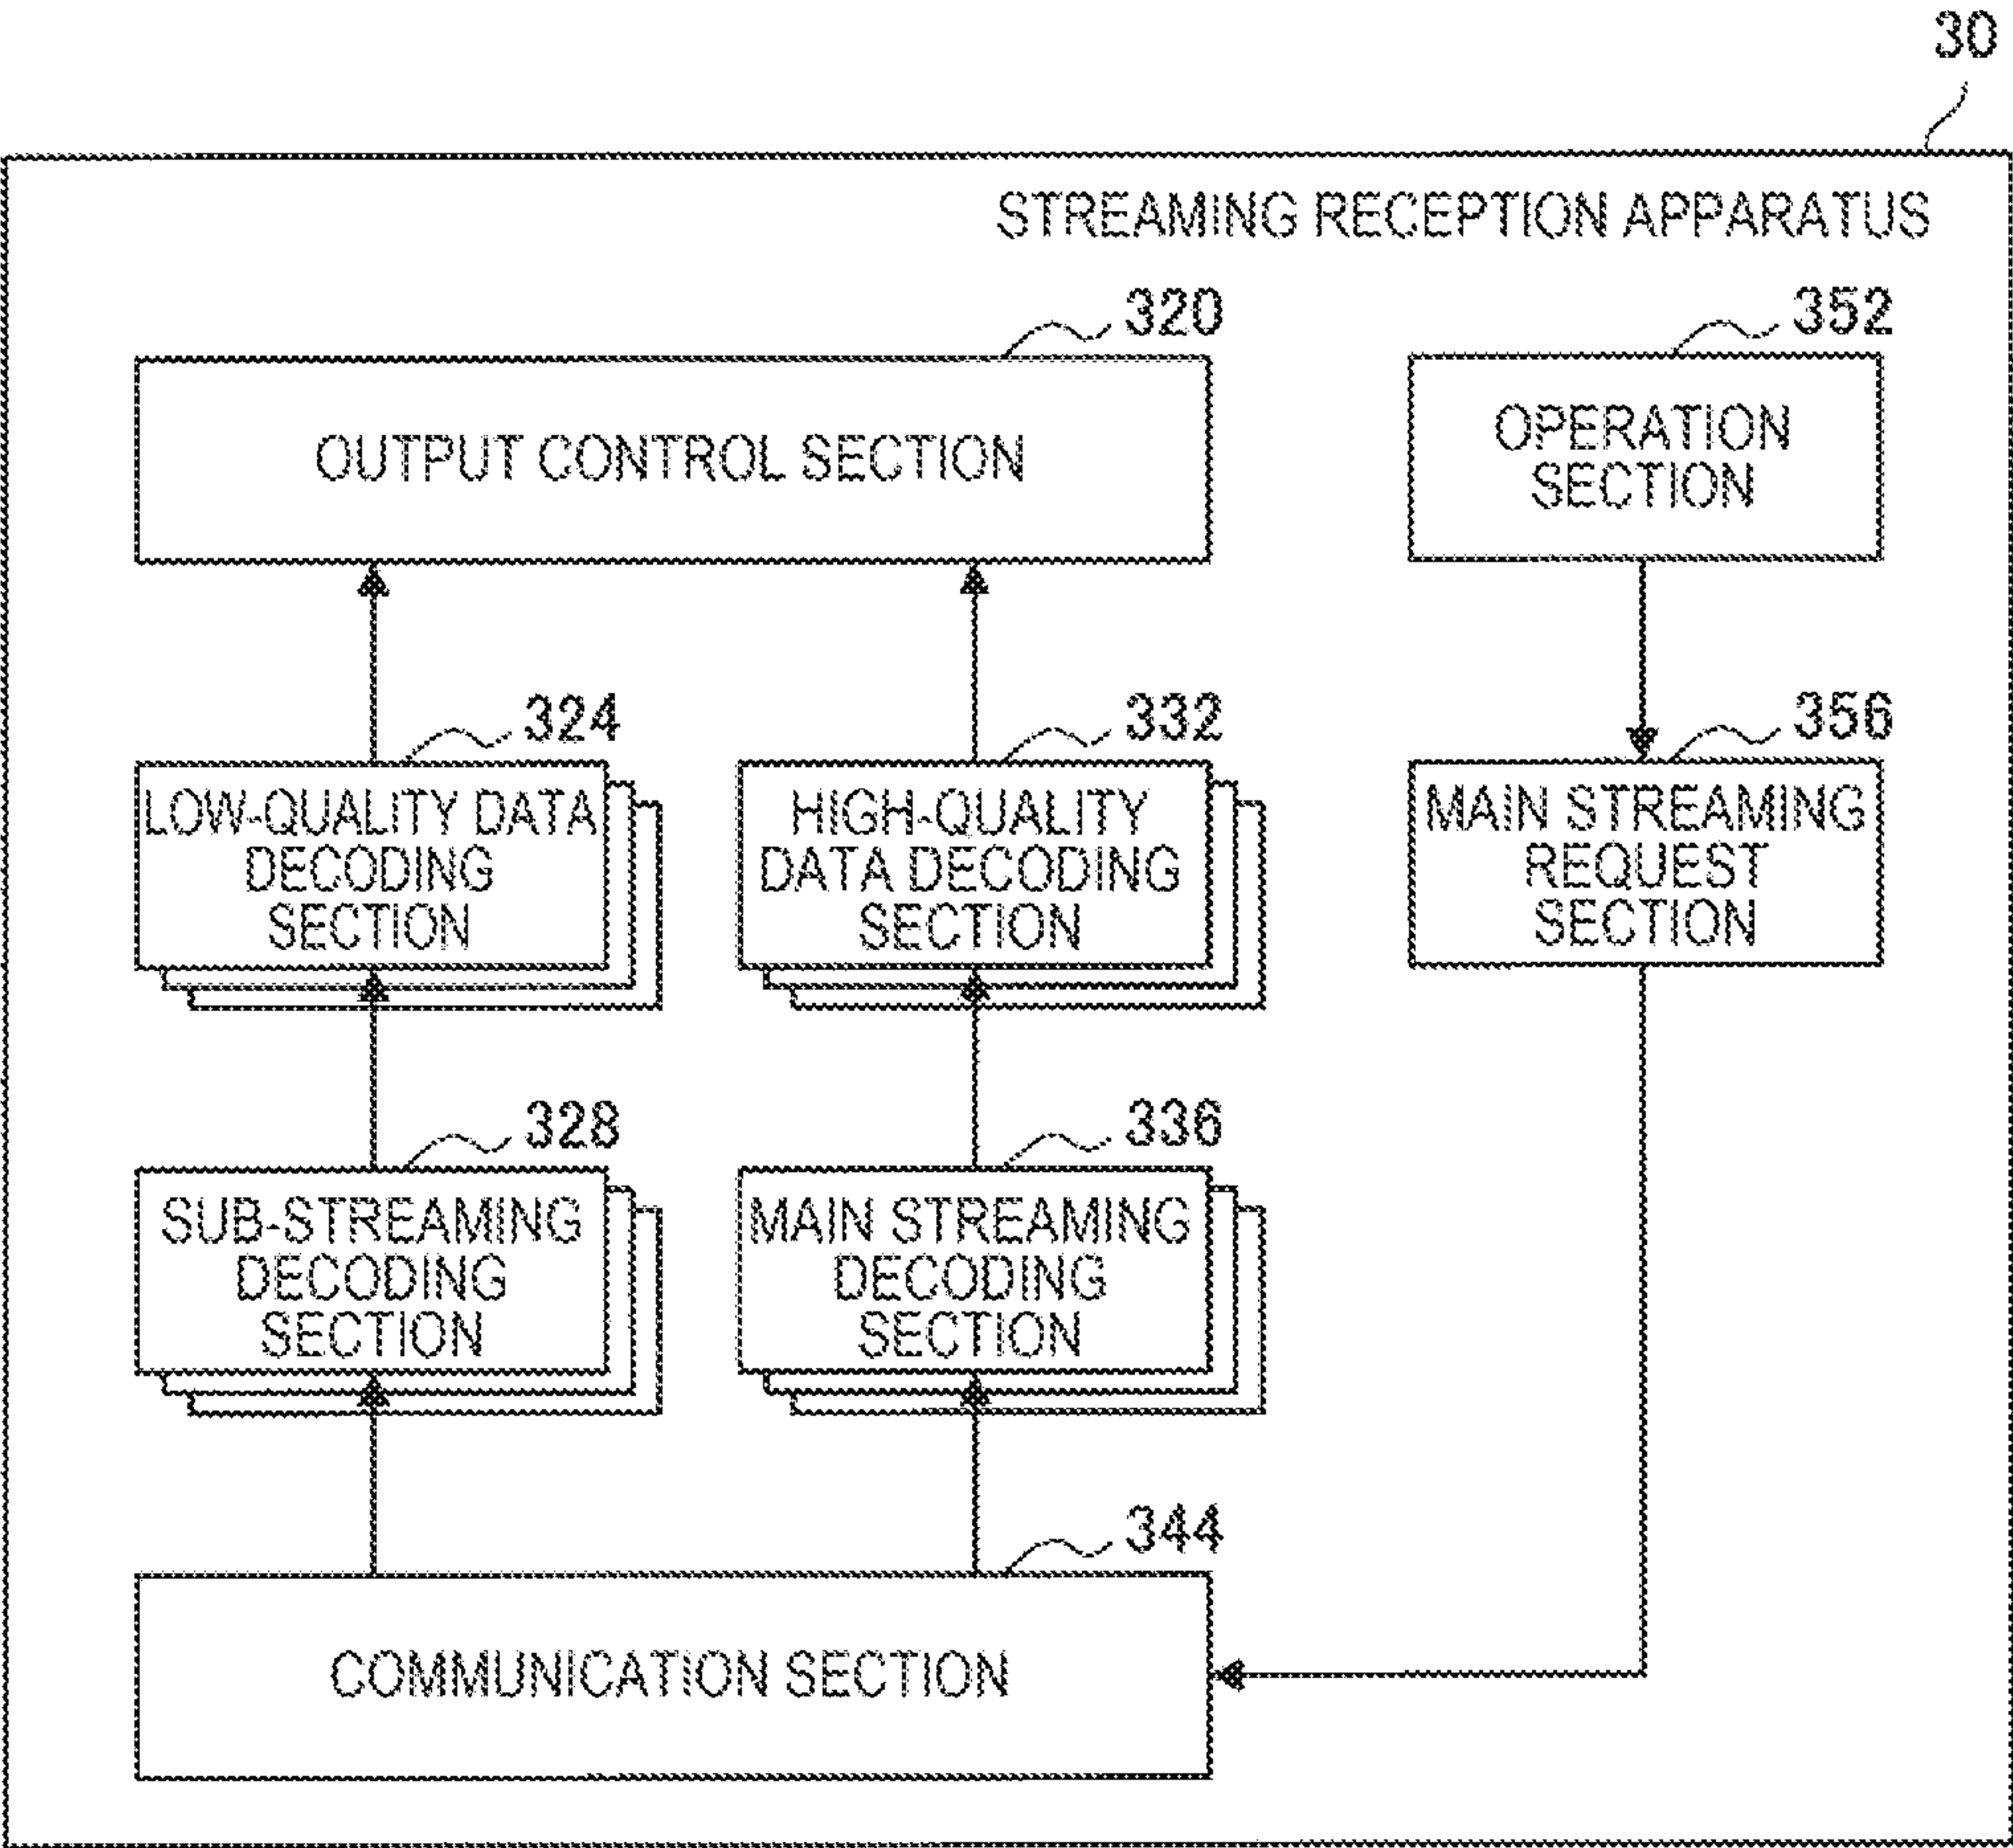 30
STREAMING RECEPTION APPARATUS
320
OUTPUT CONTROL SECTION
352
OPERATION
SECTION
324
LOW-QUALITY DATA
DECODING
SECTION
332
HIGH-QUALITY
DATA DECODING
SECTION
356
MAIN STREAMING
REQUEST
SECTION
328
SUB-STREAMING
DECODING
SECTION
336
MAIN STREAMING
DECODING
SECTION
344
COMMUNICATION SECTION